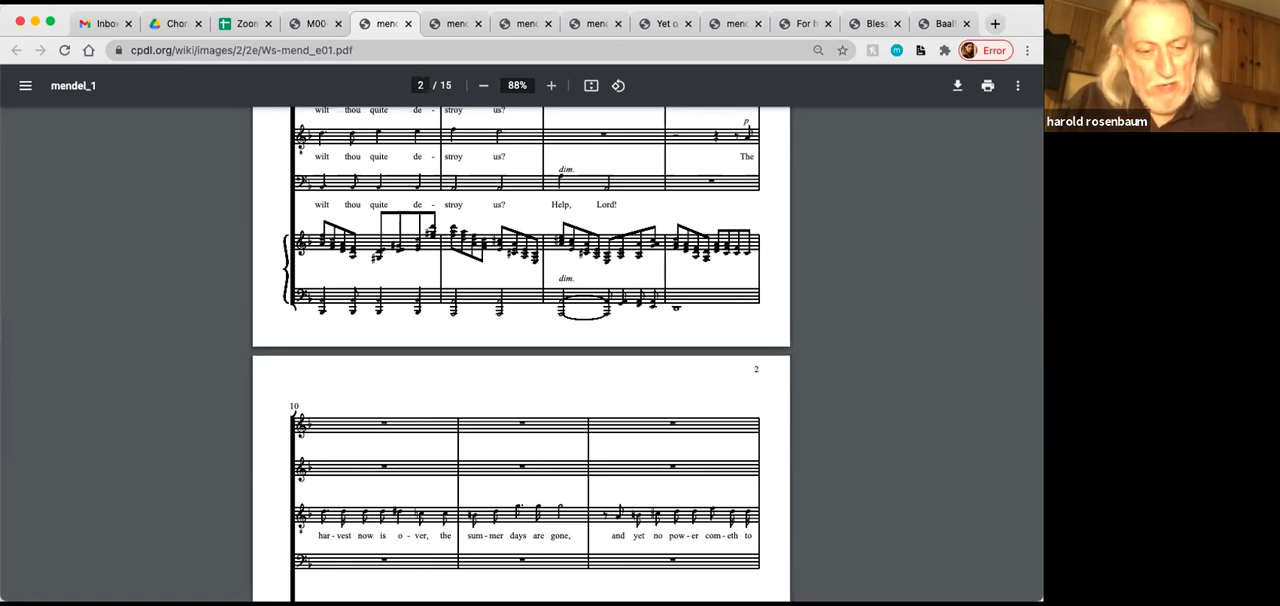 Inbo
Chor
Zoon
M00-
mend
mend
mend
mend
Yet o
mend
For h
Bless
Baal
cpdl.org/wiki/images/2/2e/Ws-mend_e01.pdf
Error
mendel_1
2 / 15
88%
harold rosenbaum
wilt thou quite de - stroy us?
p
wilt thou quite de - stroy us? The
dim.
wilt thou quite de - stroy us? Help, Lord!
dim.
2
10
har - vest now is o - ver, the sum - mer days are gone, and yet no pow - er com - eth to